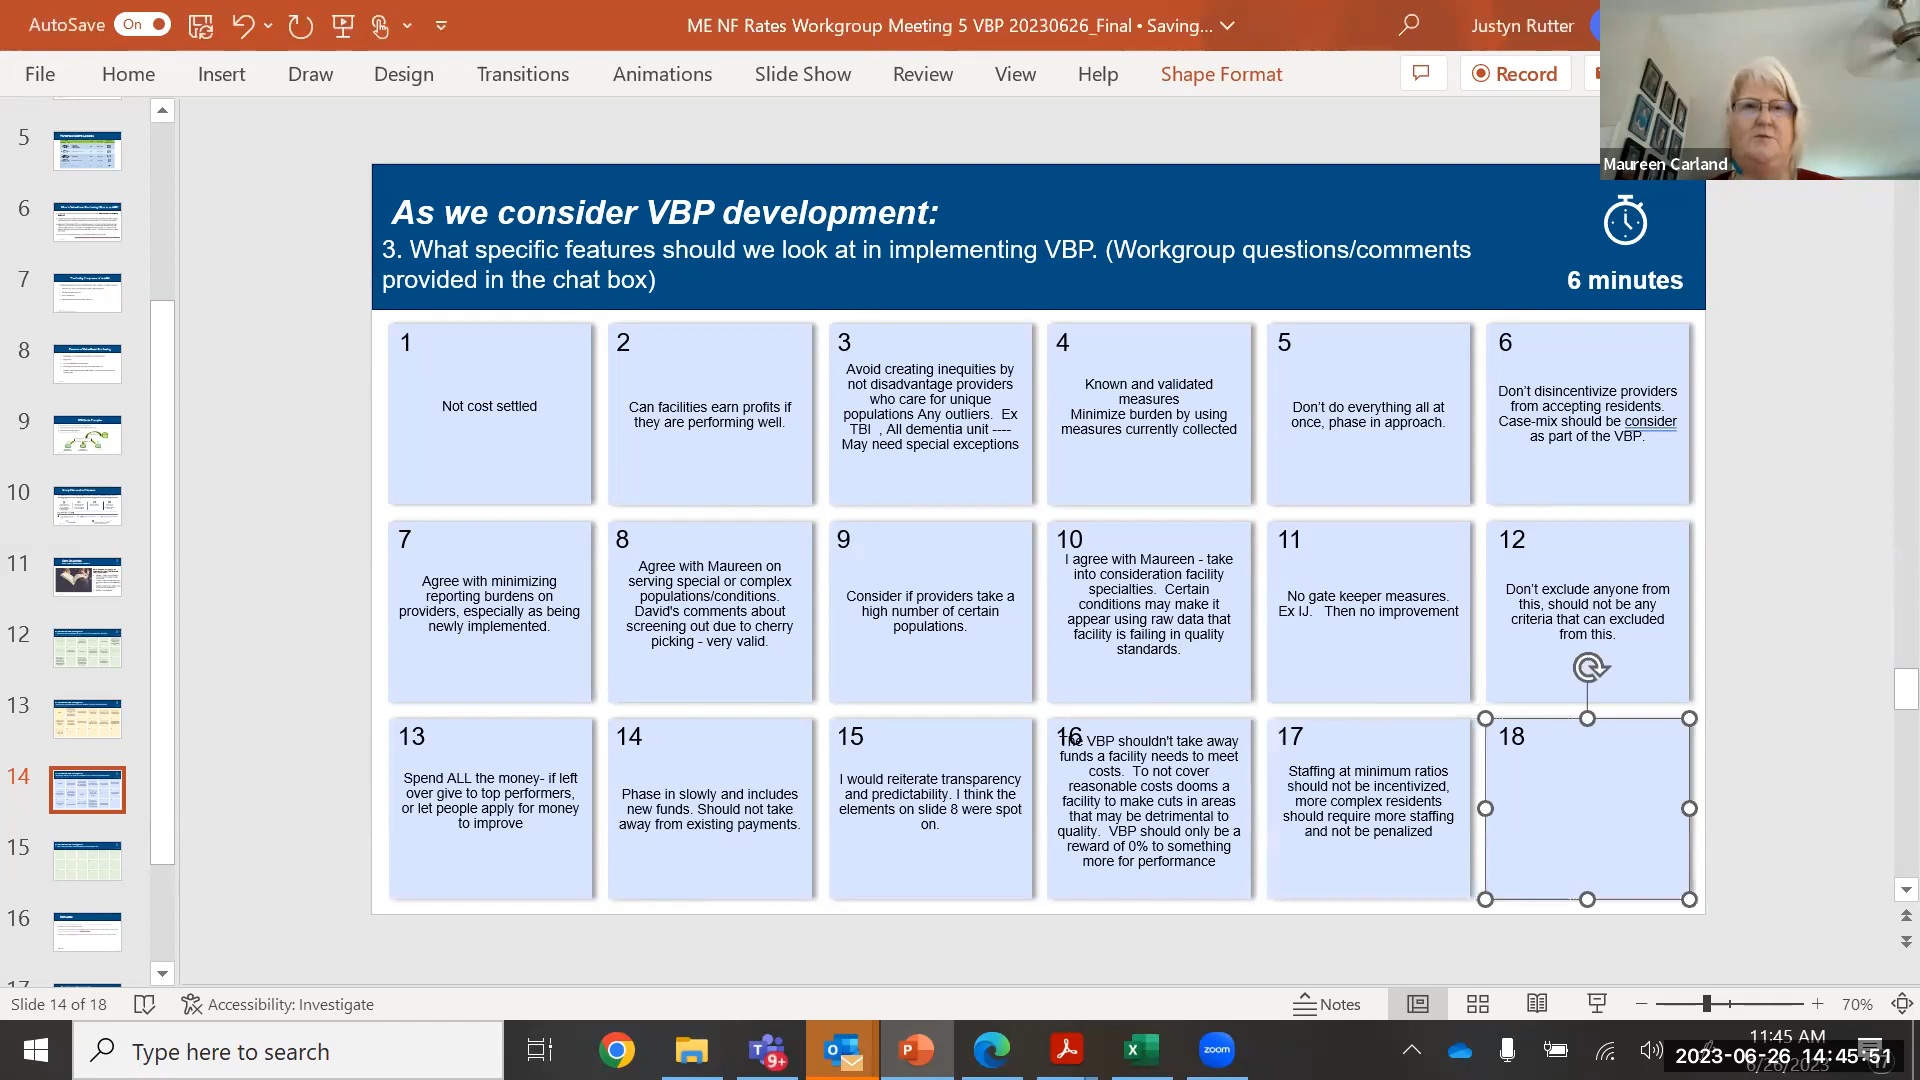 AutoSave On
ME NF Rates Workgroup Meeting 5 VBP 20230626_Final • Saving...
Justyn Rutter
File Home Insert Draw Design Transitions Animations Slide Show Review View Help Shape Format
Record
Maureen Carland
As we consider VBP development:
3. What specific features should we look at in implementing VBP. (Workgroup questions/comments
provided in the chat box)
6 minutes
1
Not cost settled
2
Can facilities earn profits if
they are performing well.
3
Avoid creating inequities by
not disadvantage providers
who care for unique
populations Any outliers. Ex
TBI , All dementia unit ----
May need special exceptions
4
Known and validated
measures
Minimize burden by using
measures currently collected
5
Don't do everything all at
once, phase in approach.
6
Don't disincentivize providers
from accepting residents.
Case-mix should be consider
as part of the VBP.
7
Agree with minimizing
reporting burdens on
providers, especially as being
newly implemented.
8
Agree with Maureen on
serving special or complex
populations/conditions.
David's comments about
screening out due to cherry
picking - very valid.
9
Consider if providers take a
high number of certain
populations.
10
I agree with Maureen - take
into consideration facility
specialties. Certain
conditions may make it
appear using raw data that
facility is failing in quality
standards.
11
No gate keeper measures.
Ex IJ. Then no improvement
12
Don't exclude anyone from
this, should not be any
criteria that can excluded
from this.
13
Spend ALL the money- if left
over give to top performers,
or let people apply for money
to improve
14
Phase in slowly and includes
new funds. Should not take
away from existing payments.
15
I would reiterate transparency
and predictability. I think the
elements on slide 8 were spot
on.
16
The VBP shouldn't take away
funds a facility needs to meet
costs. To not cover
reasonable costs dooms a
facility to make cuts in areas
that may be detrimental to
quality. VBP should only be a
reward of 0% to something
more for performance
17
Staffing at minimum ratios
should not be incentivized,
more complex residents
should require more staffing
and not be penalized
18
5
6
7
8
9
10
11
12
13
14
15
16
Slide 14 of 18
Accessibility: Investigate
Notes
70%
Type here to search
9+
zoom
11:45 AM
2023-06-26 14:45:51